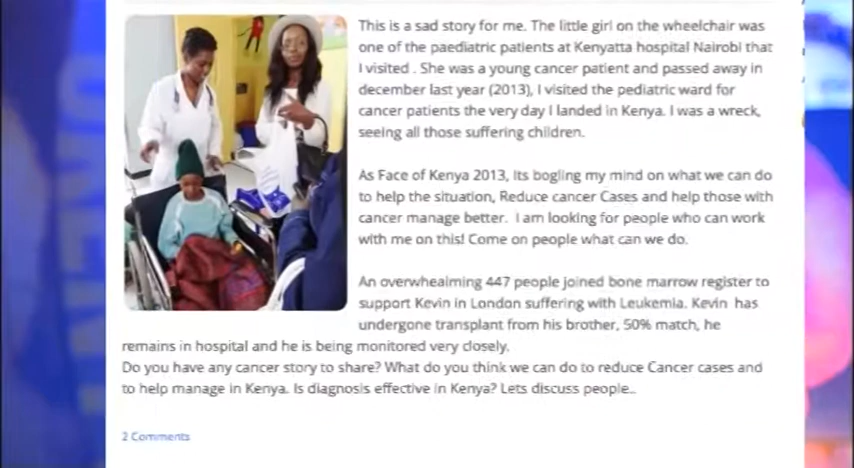 This is a sad story for me. The little girl on the wheelchair was
one of the paediatric patients at Kenyatta hospital Nairobi that
I visited . She was a young cancer patient and passed away in
december last year (2013), I visited the pediatric ward for
cancer patients the very day I landed in Kenya. I was a wreck,
seeing all those suffering children.
As Face of Kenya 2013, its bogling my mind on what we can do
to help the situation, Reduce cancer Cases and help those with
cancer manage better. I am looking for people who can work
with me on this! Come on people what can we do.
An overwhealming 447 people joined bone marrow register to
support Kevin in London suffering with Leukemia. Kevin has
undergone transplant from his brother, 50% match, he
remains in hospital and he is being monitored very closely.
Do you have any cancer story to share? What do you think we can do to reduce Cancer cases and
to help manage in Kenya. Is diagnosis effective in Kenya? Lets discuss people..
2 Comments